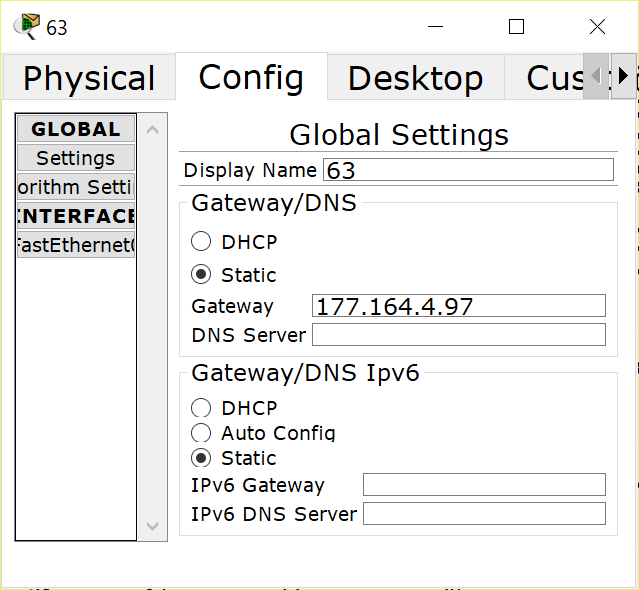 63
Physical Config Desktop Cus
GLOBAL
Settings
orithm Setti
INTERFACE
FastEthernet0
Global Settings
Display Name 63
Gateway/DNS
DHCP
Static
Gateway 177.164.4.97
DNS Server
Gateway/DNS Ipv6
DHCP
Auto Config
Static
IPv6 Gateway
IPv6 DNS Server